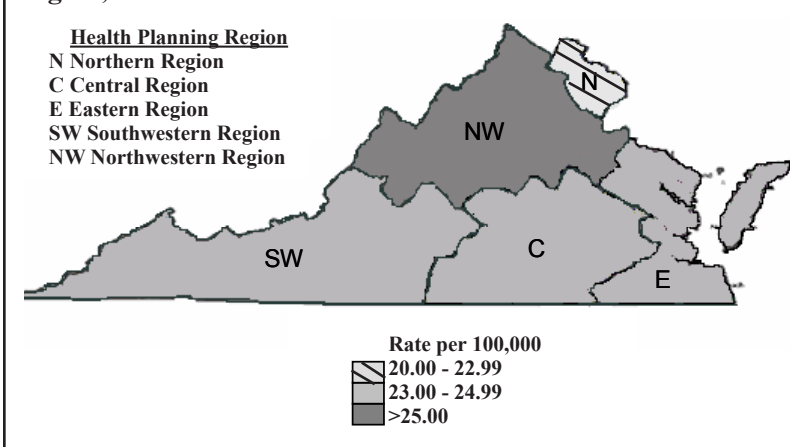 Health Planning Region
N Northern Region
C Central Region
E Eastern Region
SW Southwestern Region
NW Northwestern Region
N
NW
SW
C
E
Rate per 100,000
20.00 - 22.99
23.00 - 24.99
>25.00